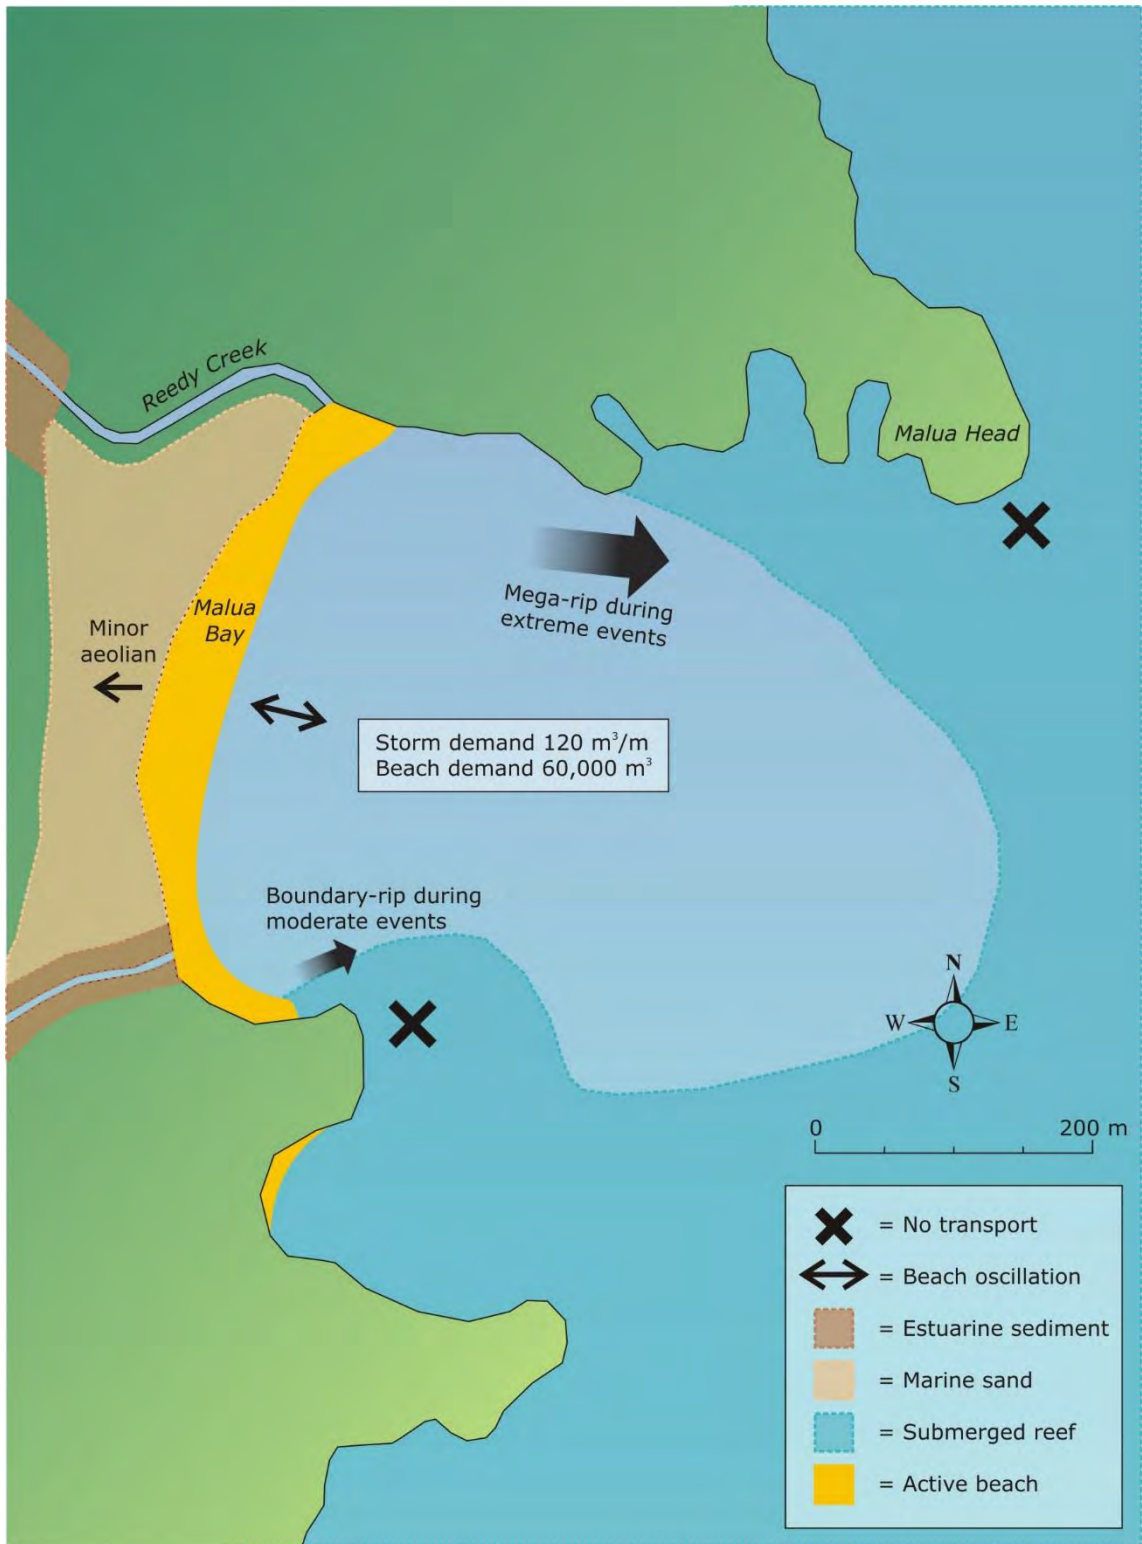 Reedy Creek
Malua Head
Mega-rip during
extreme events
Malua
Bay
Minor
aeolian
Storm demand 120 m³/m
Beach demand 60,000 m³
Boundary-rip during
moderate events
N
W E
S
0 200 m
= No transport
= Beach oscillation
= Estuarine sediment
= Marine sand
= Submerged reef
= Active beach